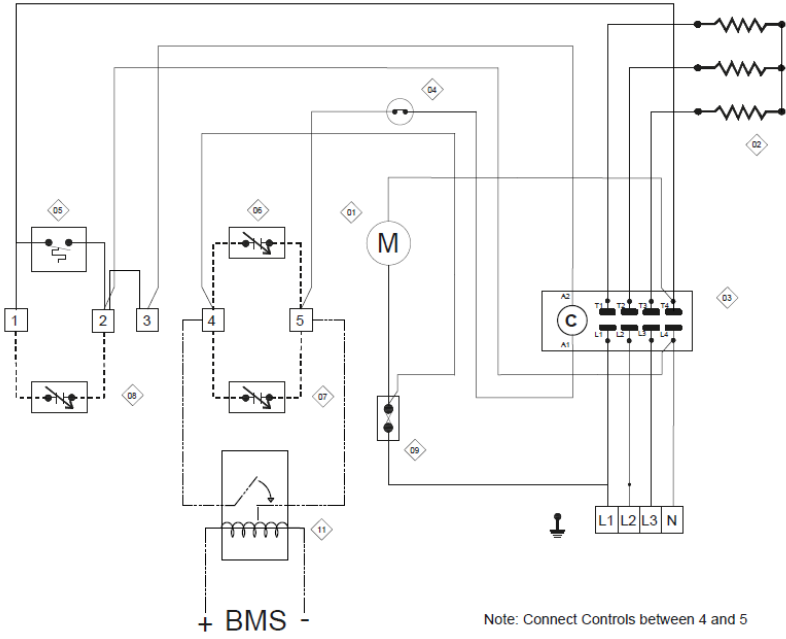 04
02
05
06
01
M
03
A2
T1 T2 T3 T4
C
A1
L1 L2 L3 L4
1 2 3 4 5
08
07
09
11
L1 L2 L3 N
+ BMS -
Note: Connect Controls between 4 and 5